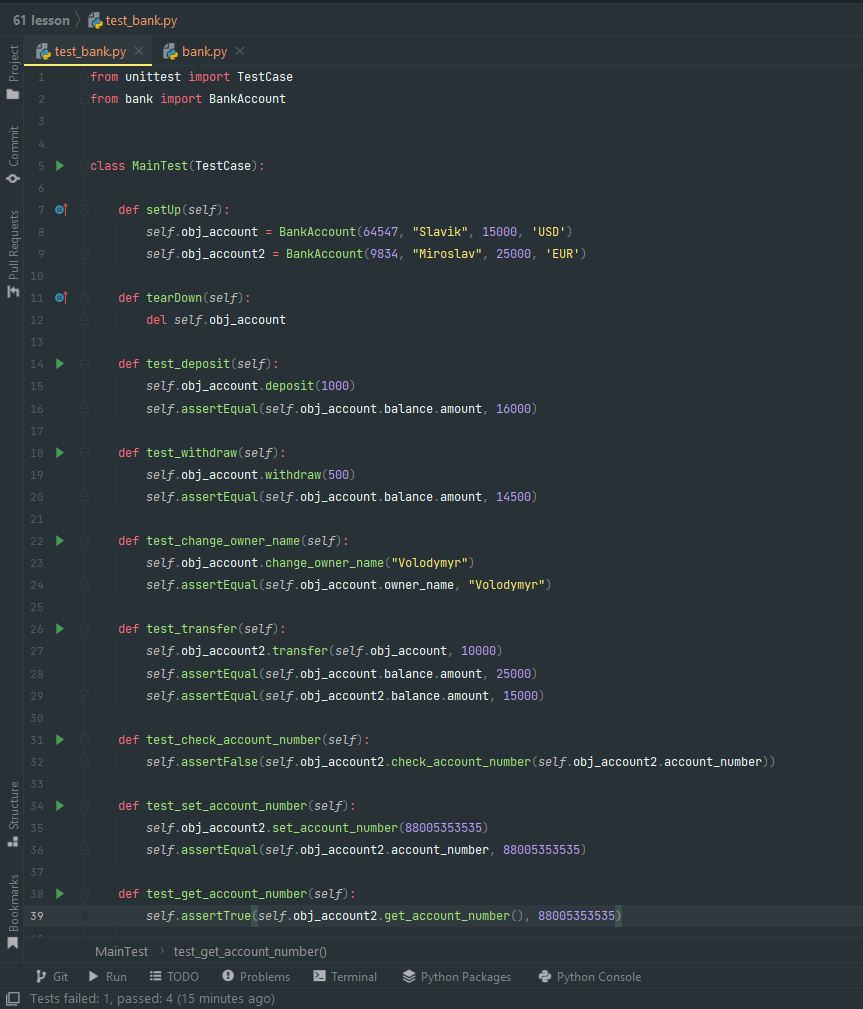 61 lesson
test_bank.py
test_bank.py
bank.py
Project
Commit
Pull Requests
Structure
Bookmarks
1 from unittest import TestCase
2 from bank import BankAccount
3
4
5 class MainTest(TestCase):
6
7 def setUp(self):
8 self.obj_account = BankAccount(64547, "Slavik", 15000, 'USD')
9 self.obj_account2 = BankAccount(9834, "Miroslav", 25000, 'EUR')
10
11 def tearDown(self):
12 del self.obj_account
13
14 def test_deposit(self):
15 self.obj_account.deposit(1000)
16 self.assertEqual(self.obj_account.balance.amount, 16000)
17
18 def test_withdraw(self):
19 self.obj_account.withdraw(500)
20 self.assertEqual(self.obj_account.balance.amount, 14500)
21
22 def test_change_owner_name(self):
23 self.obj_account.change_owner_name("Volodymyr")
24 self.assertEqual(self.obj_account.owner_name, "Volodymyr")
25
26 def test_transfer(self):
27 self.obj_account2.transfer(self.obj_account, 10000)
28 self.assertEqual(self.obj_account.balance.amount, 25000)
29 self.assertEqual(self.obj_account2.balance.amount, 15000)
30
31 def test_check_account_number(self):
32 self.assertFalse(self.obj_account2.check_account_number(self.obj_account2.account_number))
33
34 def test_set_account_number(self):
35 self.obj_account2.set_account_number(88005353535)
36 self.assertEqual(self.obj_account2.account_number, 88005353535)
37
38 def test_get_account_number(self):
39 self.assertTrue(self.obj_account2.get_account_number(), 88005353535)
MainTest
test_get_account_number()
Git
Run
TODO
Problems
Terminal
Python Packages
Python Console
Tests failed: 1, passed: 4 (15 minutes ago)